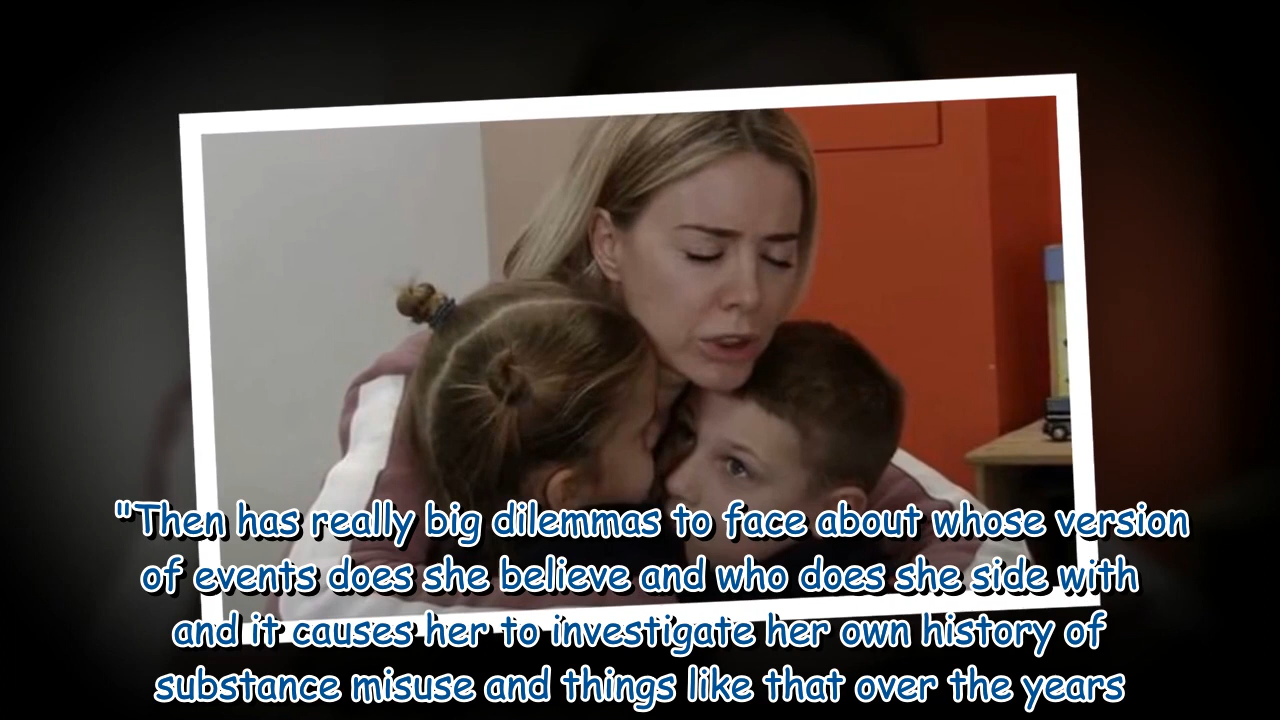 "Then has really big dilemmas to face about whose version
of events does she believe and who does she side with
and it causes her to investigate her own history of
substance misuse and things like that over the years